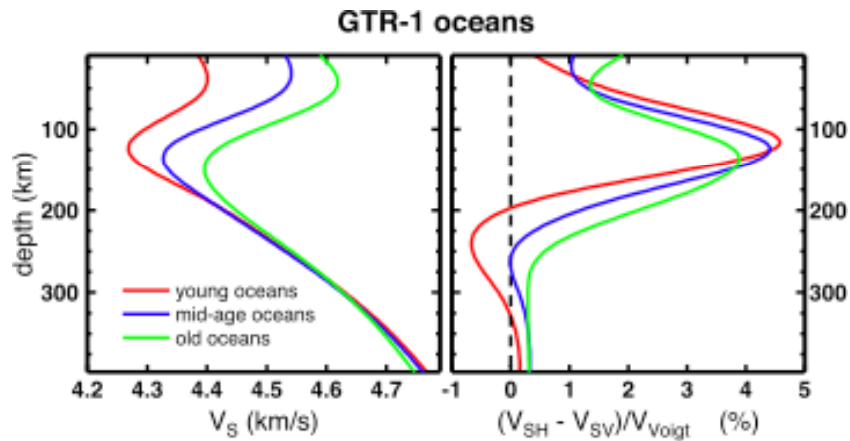 GTR-1 oceans
depth (km)
100
200
300
young oceans
mid-age oceans
old oceans
4.2 4.3 4.4 4.5 4.6 4.7
V_S (km/s)
100
200
300
-1 0 1 2 3 4 5
(V_SH - V_SV)/V_Voigt (%)